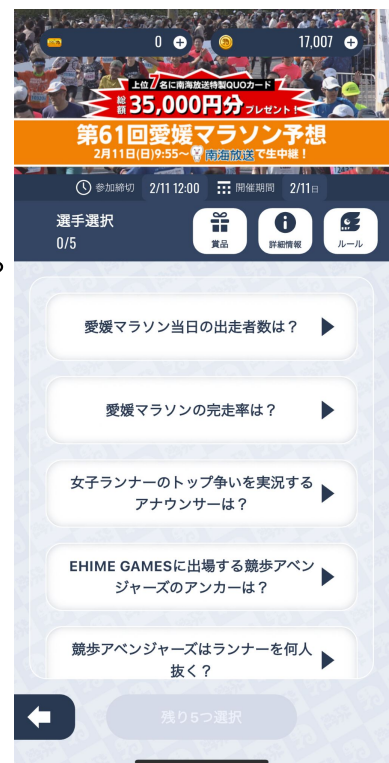 0
17,007
上位7名に南海放送特製QUOカード
総額35,000円分プレゼント!
第61回愛媛マラソン予想
2月11日(日)9:55~南海放送で生中継!
参加締切 2/11 12:00 開催期間 2/11日
選手選択
0/5
賞品
詳細情報
ルール
愛媛マラソン当日の出走者数は?
愛媛マラソンの完走率は?
女子ランナーのトップ争いを実況する
アナウンサーは?
EHIME GAMESに出場する競歩アベン
ジャーズのアンカーは?
競歩アベンジャーズはランナーを何人
抜く?
残り5つ選択